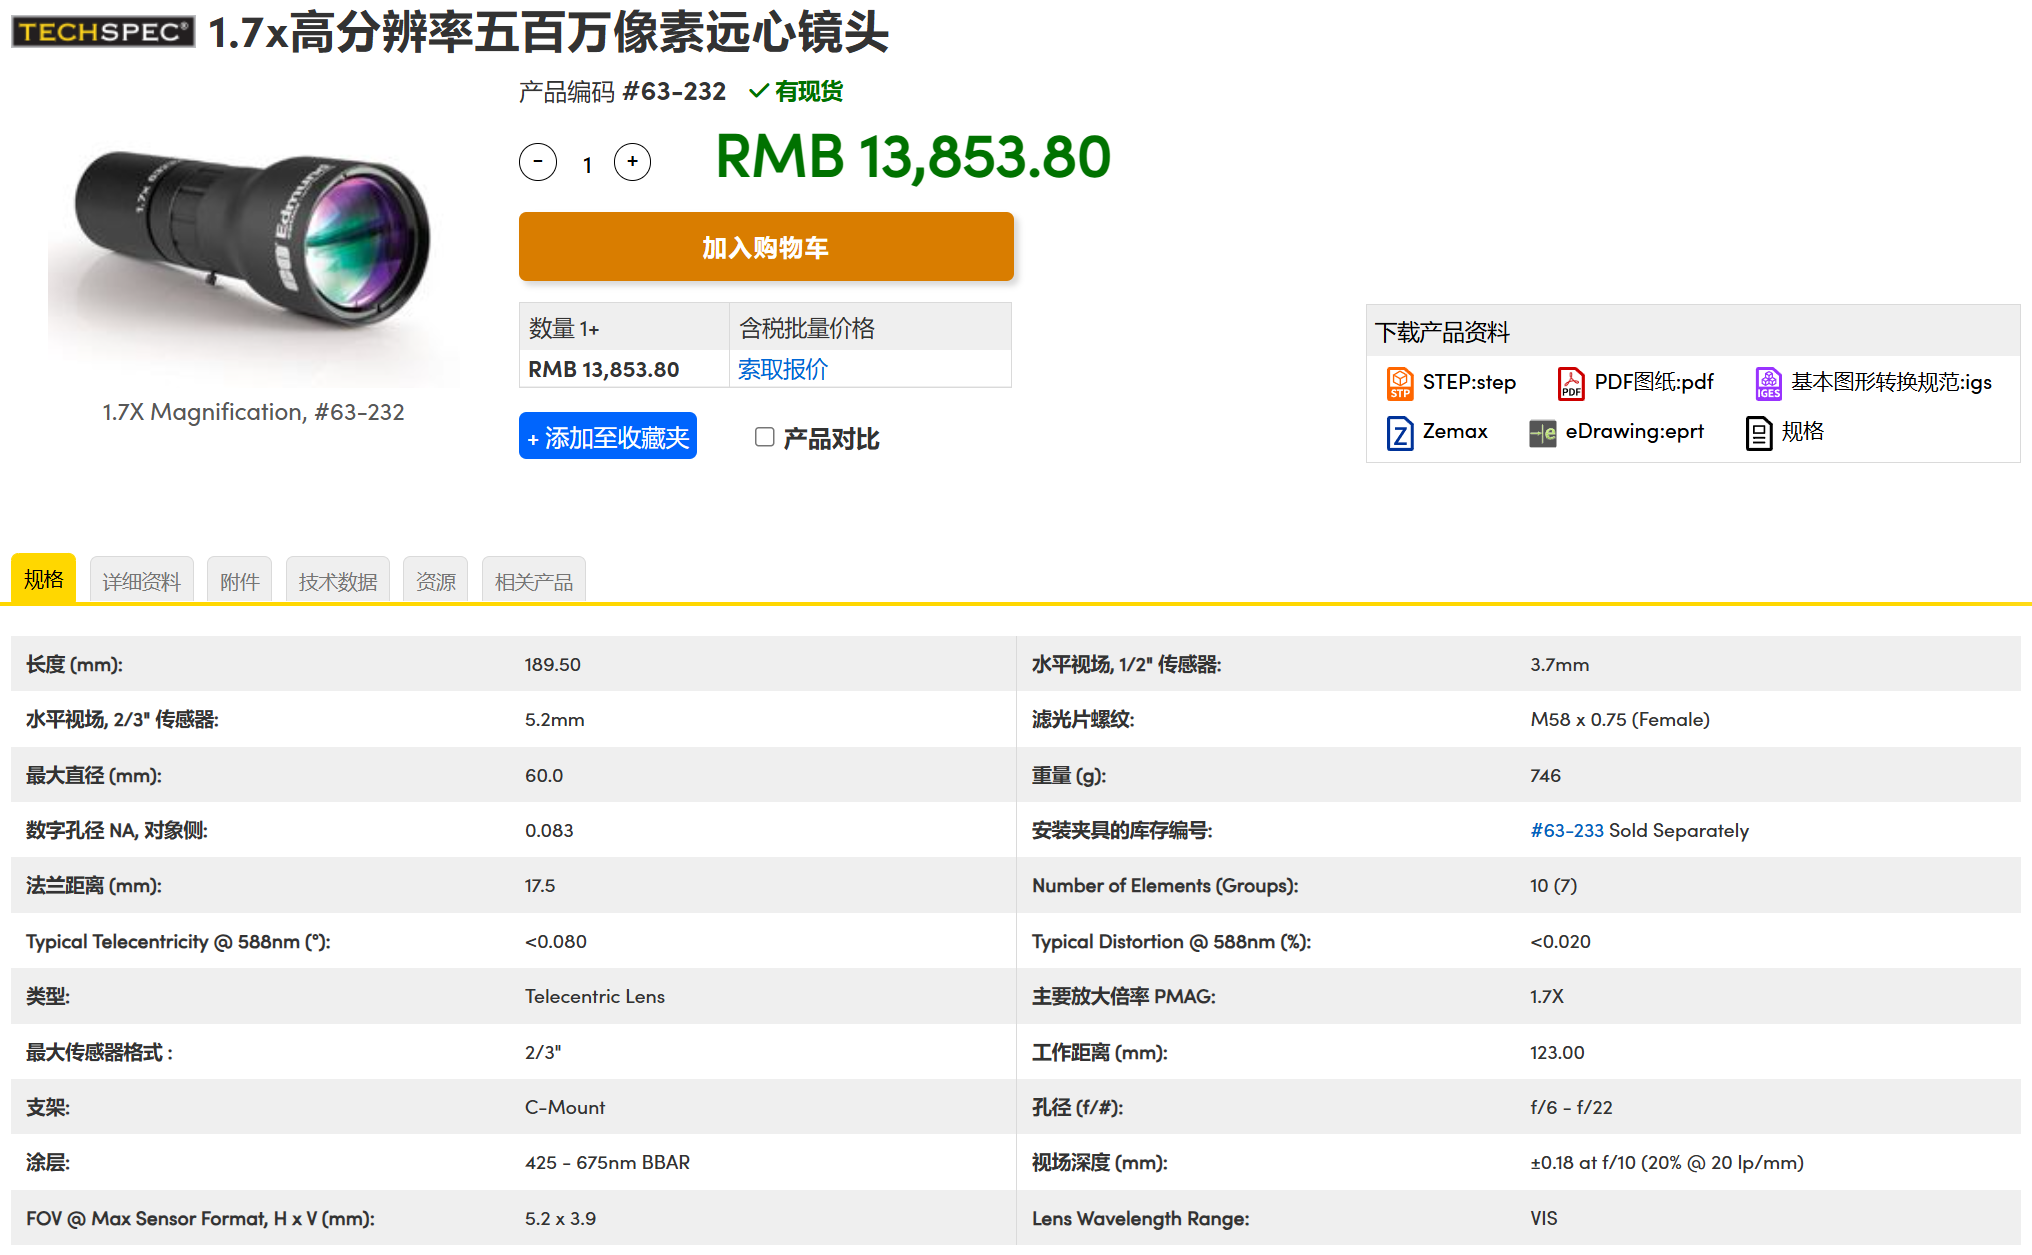 TECHSPEC® 1.7x高分辨率五百万像素远心镜头
产品编码 #63-232 有现货
- 1 + RMB 13,853.80
加入购物车
数量 1+ 含税批量价格
RMB 13,853.80 索取报价
+ 添加至收藏夹 产品对比
1.7x
Edmund
1.7X Magnification, #63-232
下载产品资料
STP STEP:step PDF PDF图纸:pdf IGES 基本图形转换规范:igs
Z Zemax e eDrawing:eprt 规格
规格 详细资料 附件 技术数据 资源 相关产品
长度 (mm): 189.50 水平视场, 1/2" 传感器: 3.7mm
水平视场, 2/3" 传感器: 5.2mm 滤光片螺纹: M58 x 0.75 (Female)
最大直径 (mm): 60.0 重量 (g): 746
数字孔径 NA, 对象侧: 0.083 安装夹具的库存编号: #63-233 Sold Separately
法兰距离 (mm): 17.5 Number of Elements (Groups): 10 (7)
Typical Telecentricity @ 588nm (°): <0.080 Typical Distortion @ 588nm (%): <0.020
类型: Telecentric Lens 主要放大倍率 PMAG: 1.7X
最大传感器格式 : 2/3" 工作距离 (mm): 123.00
支架: C-Mount 孔径 (f/#): f/6 - f/22
涂层: 425 - 675nm BBAR 视场深度 (mm): ±0.18 at f/10 (20% @ 20 lp/mm)
FOV @ Max Sensor Format, H x V (mm): 5.2 x 3.9 Lens Wavelength Range: VIS